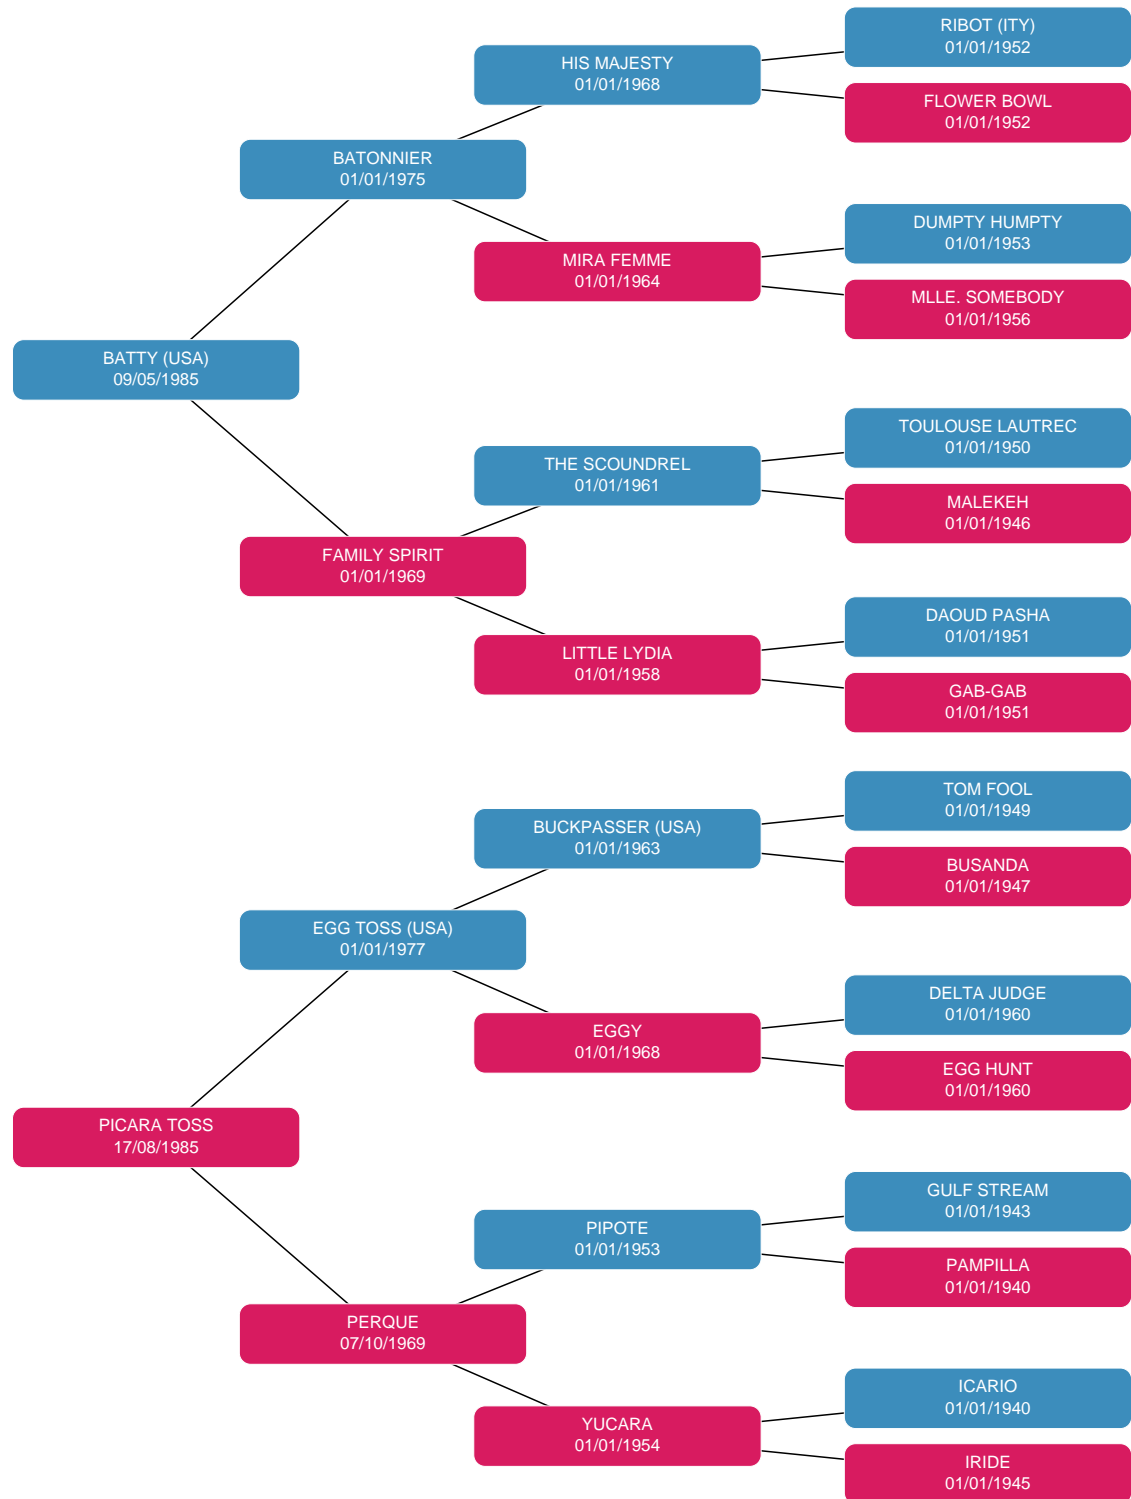 RIBOT (ITY)
01/01/1952
HIS MAJESTY
01/01/1968
FLOWER BOWL
01/01/1952
BATONNIER
01/01/1975
DUMPTY HUMPTY
01/01/1953
MIRA FEMME
01/01/1964
MLLE. SOMEBODY
01/01/1956
BATTY (USA)
09/05/1985
TOULOUSE LAUTREC
01/01/1950
THE SCOUNDREL
01/01/1961
MALEKEH
01/01/1946
FAMILY SPIRIT
01/01/1969
DAOUD PASHA
01/01/1951
LITTLE LYDIA
01/01/1958
GAB-GAB
01/01/1951
TOM FOOL
01/01/1949
BUCKPASSER (USA)
01/01/1963
BUSANDA
01/01/1947
EGG TOSS (USA)
01/01/1977
DELTA JUDGE
01/01/1960
EGGY
01/01/1968
EGG HUNT
01/01/1960
PICARA TOSS
17/08/1985
GULF STREAM
01/01/1943
PIPOTE
01/01/1953
PAMPILLA
01/01/1940
PERQUE
07/10/1969
ICARIO
01/01/1940
YUCARA
01/01/1954
IRIDE
01/01/1945